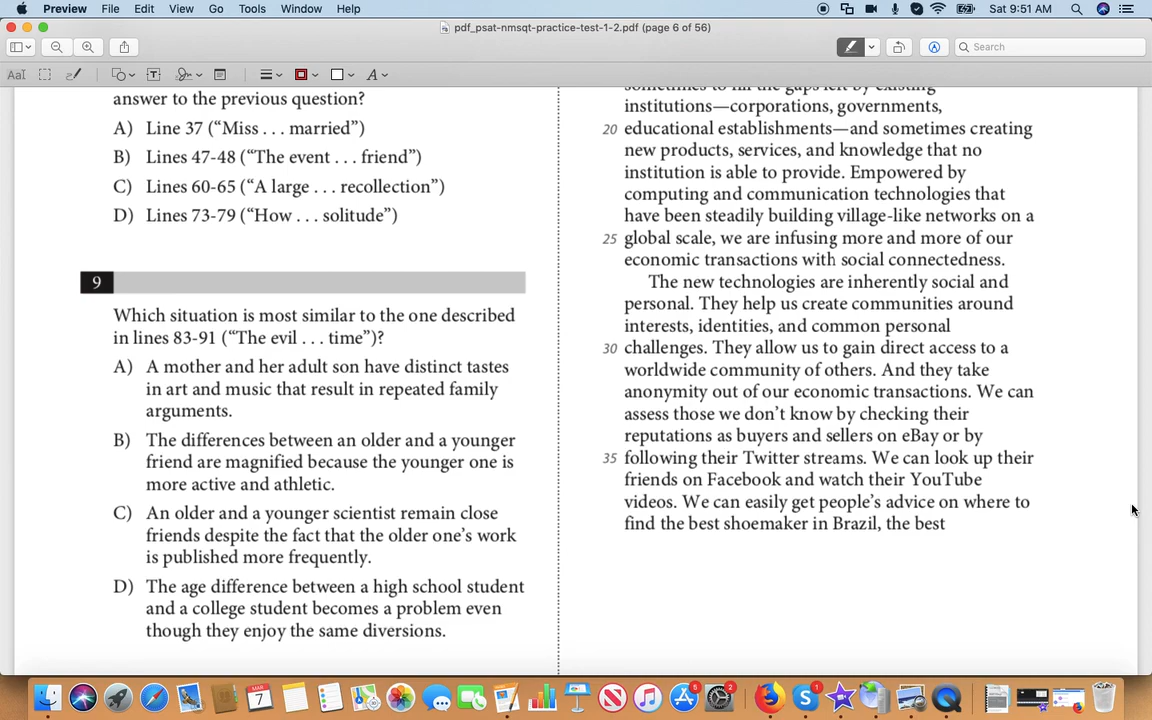 Preview File Edit View Go Tools Window Help
Sat 9:51 AM
pdf_psat-nmsqt-practice-test-1-2.pdf (page 6 of 56)
Search
AaI
answer to the previous question?
A) Line 37 (“Miss . . . married”)
B) Lines 47-48 (“The event . . . friend”)
C) Lines 60-65 (“A large . . . recollection”)
D) Lines 73-79 (“How . . . solitude”)
9
Which situation is most similar to the one described
in lines 83-91 (“The evil . . . time”)?
A) A mother and her adult son have distinct tastes
in art and music that result in repeated family
arguments.
B) The differences between an older and a younger
friend are magnified because the younger one is
more active and athletic.
C) An older and a younger scientist remain close
friends despite the fact that the older one’s work
is published more frequently.
D) The age difference between a high school student
and a college student becomes a problem even
though they enjoy the same diversions.
sometimes to fill the gaps left by existing
institutions—corporations, governments,
20 educational establishments—and sometimes creating
new products, services, and knowledge that no
institution is able to provide. Empowered by
computing and communication technologies that
have been steadily building village-like networks on a
25 global scale, we are infusing more and more of our
economic transactions with social connectedness.
The new technologies are inherently social and
personal. They help us create communities around
interests, identities, and common personal
30 challenges. They allow us to gain direct access to a
worldwide community of others. And they take
anonymity out of our economic transactions. We can
assess those we don’t know by checking their
reputations as buyers and sellers on eBay or by
35 following their Twitter streams. We can look up their
friends on Facebook and watch their YouTube
videos. We can easily get people’s advice on where to
find the best shoemaker in Brazil, the best
MAR
7